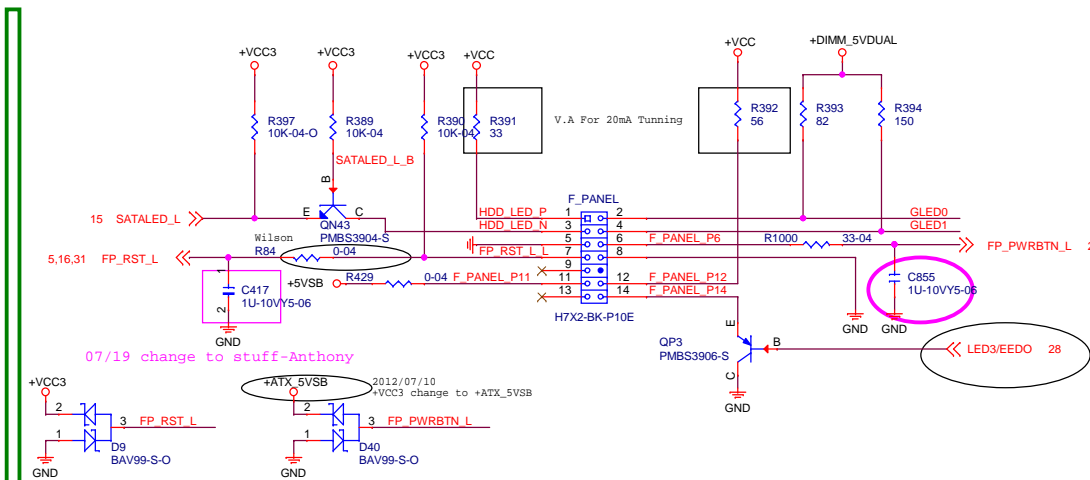 +VCC3
+VCC3
+VCC3
+VCC
+VCC
+DIMM_5VDUAL
R397
10K-04-O
R389
10K-04
R390
10K-04
R391
33
V.A For 20mA Tunning
R392
56
R393
82
R394
150
SATALED_L_B
B
E
C
15 SATALED_L
QN43
PMBS3904-S
F_PANEL
HDD_LED_P
1
2
GLED0
HDD_LED_N
3
4
GLED1
5
6
F_PANEL_P6
R1000
33-04
FP_PWRBTN_L 2
Wilson
R84
0-04
5,16,31 FP_RST_L
FP_RST_L_L
7
8
9
+5VSB
R429
0-04
F_PANEL_P11
11
12
F_PANEL_P12
13
14
F_PANEL_P14
H7X2-BK-P10E
1
C417
1U-10VY5-06
2
GND
C855
1U-10VY5-06
GND
GND
E
QP3
PMBS3906-S
B
C
GND
LED3/EEDO 28
07/19 change to stuff-Anthony
+VCC3
2
3
FP_RST_L
1
D9
BAV99-S-O
GND
+ATX_5VSB
2012/07/10
+VCC3 change to +ATX_5VSB
2
3
FP_PWRBTN_L
1
D40
BAV99-S-O
GND